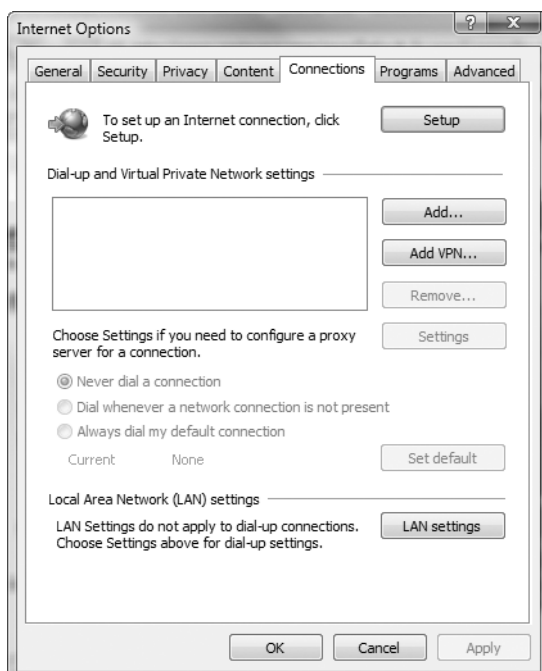 Internet Options
? X
General Security Privacy Content Connections Programs Advanced
To set up an Internet connection, click
Setup.
Setup
Dial-up and Virtual Private Network settings
Add...
Add VPN...
Remove...
Choose Settings if you need to configure a proxy
server for a connection.
Settings
Never dial a connection
Dial whenever a network connection is not present
Always dial my default connection
Current None
Set default
Local Area Network (LAN) settings
LAN Settings do not apply to dial-up connections.
Choose Settings above for dial-up settings.
LAN settings
OK Cancel Apply